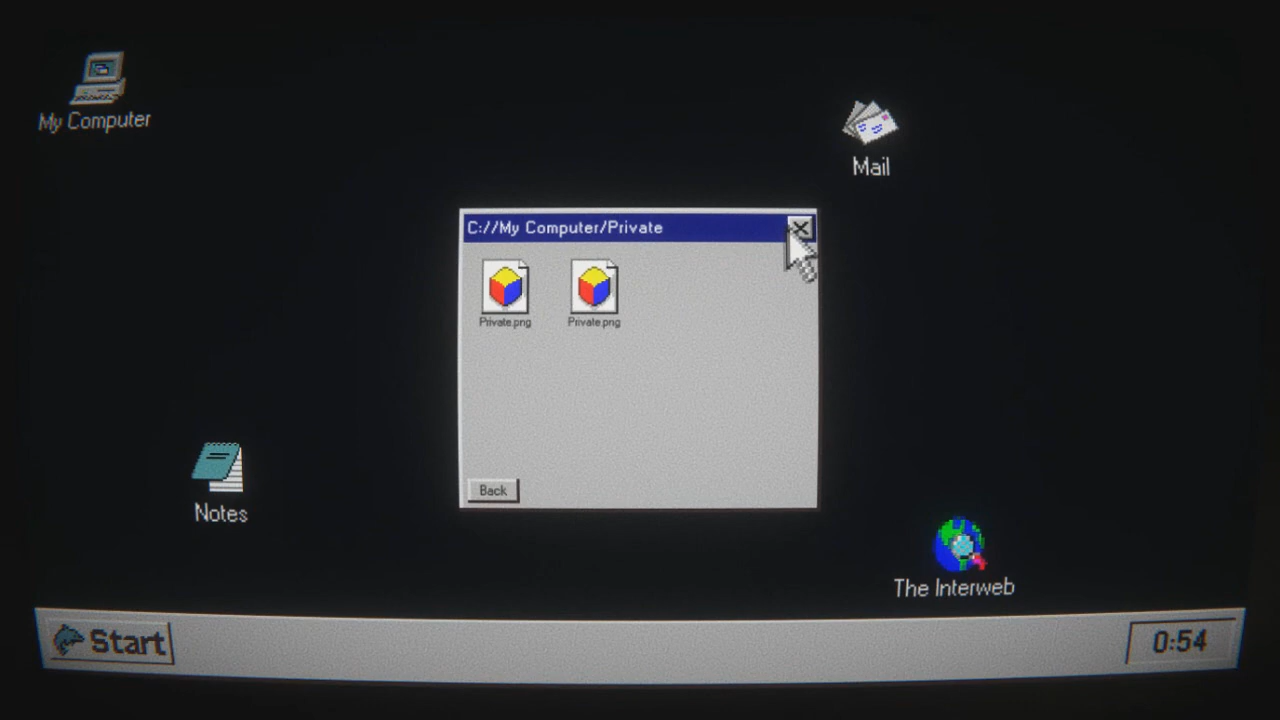 My Computer
Mail
C://My Computer/Private
Private.png
Private.png
Back
Notes
The Interweb
Start
0:54